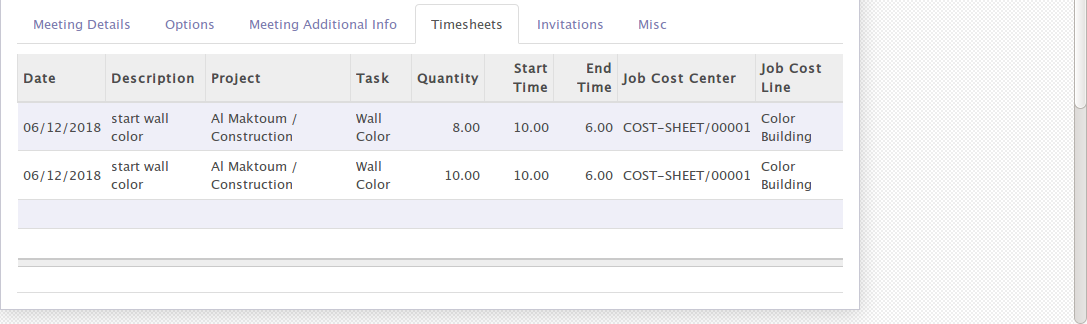 Meeting Details Options Meeting Additional Info Timesheets Invitations Misc
Date Description Project Task Quantity Start Time End Time Job Cost Center Job Cost Line
06/12/2018 start wall color Al Maktoum / Construction Wall Color 8.00 10.00 6.00 COST-SHEET/00001 Color Building
06/12/2018 start wall color Al Maktoum / Construction Wall Color 10.00 10.00 6.00 COST-SHEET/00001 Color Building